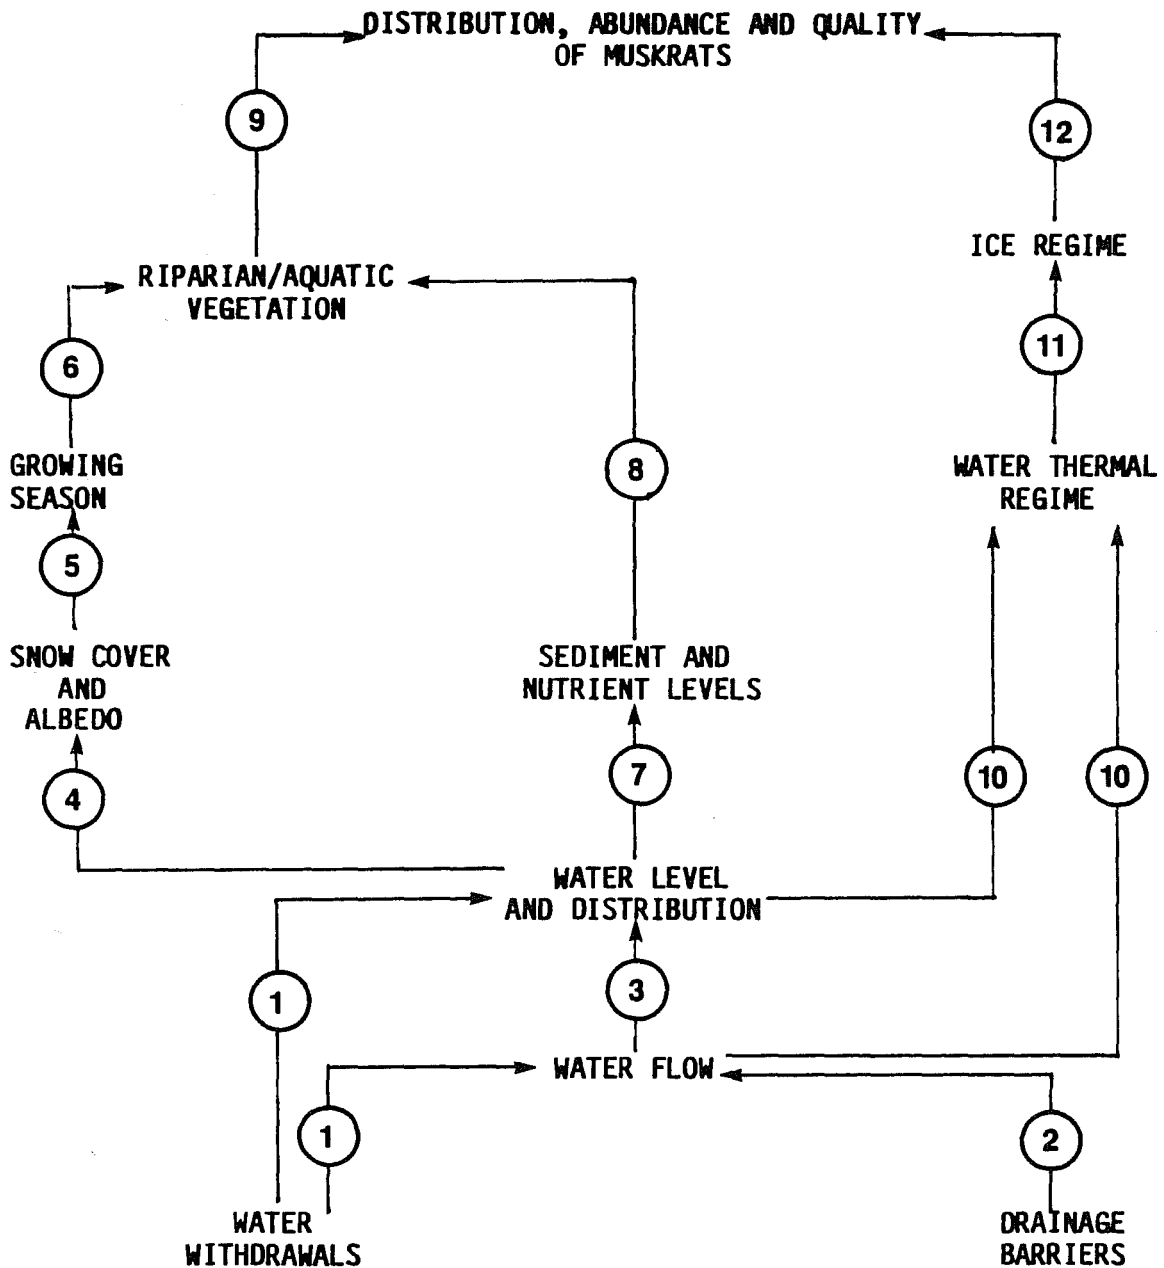 DISTRIBUTION, ABUNDANCE AND QUALITY
OF MUSKRATS
9
12
ICE REGIME
RIPARIAN/AQUATIC
VEGETATION
6
11
GROWING
SEASON
8
WATER THERMAL
REGIME
5
SNOW COVER
AND
ALBEDO
SEDIMENT AND
NUTRIENT LEVELS
4
7
10
10
WATER LEVEL
AND DISTRIBUTION
1
3
WATER FLOW
1
2
WATER
WITHDRAWALS
DRAINAGE
BARRIERS